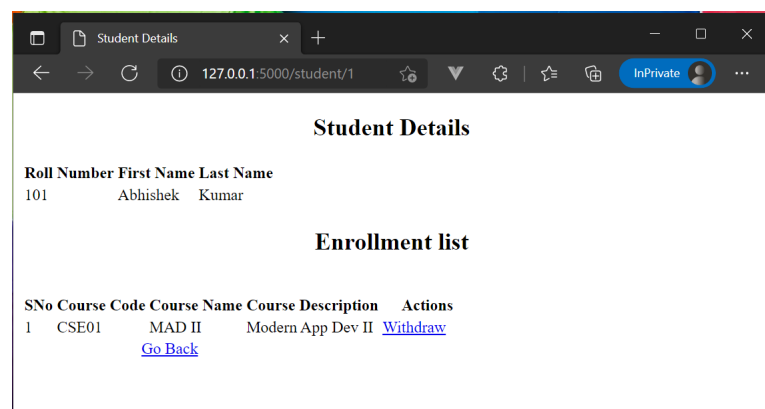 Student Details
127.0.0.1:5000/student/1
InPrivate
Student Details
Roll Number First Name Last Name
101 Abhishek Kumar
Enrollment list
SNo Course Code Course Name Course Description Actions
1 CSE01 MAD II Modern App Dev II Withdraw
Go Back